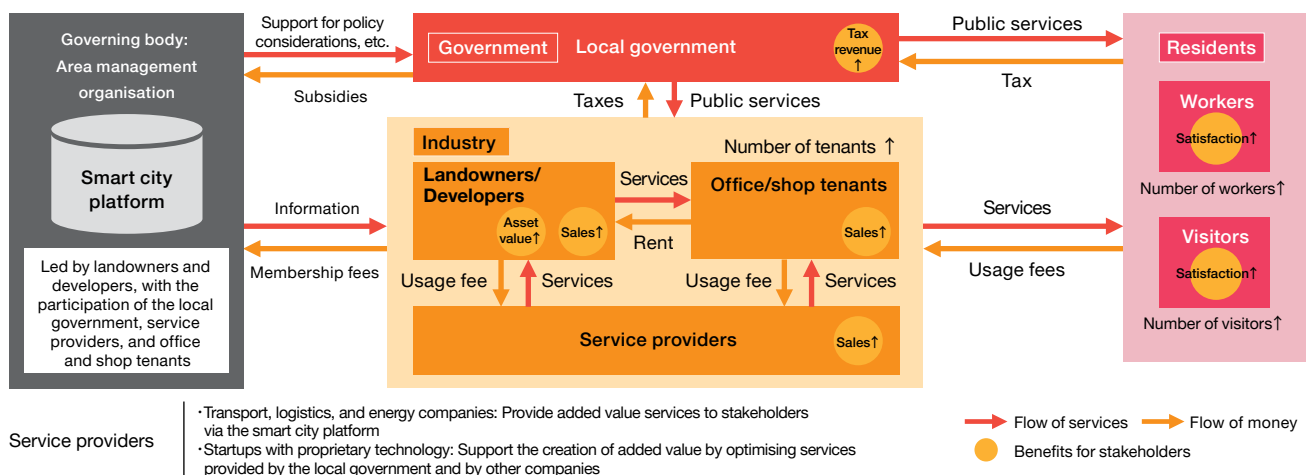 Governing body:
Area management
organisation
Smart city
platform
Led by landowners and
developers, with the
participation of the local
government, service
providers, and office
and shop tenants
Support for policy
considerations, etc.
Subsidies
Information
Membership fees
Government
Local government
Tax
revenue
↑
Taxes
Public services
Industry
Number of tenants ↑
Landowners/
Developers
Asset
value↑
Sales↑
Services
Rent
Office/shop tenants
Sales↑
Usage fee
Services
Usage fee
Services
Service providers
Sales↑
Public services
Tax
Services
Usage fees
Residents
Workers
Satisfaction↑
Number of workers↑
Visitors
Satisfaction↑
Number of visitors↑
Service providers
・Transport, logistics, and energy companies: Provide added value services to stakeholders
via the smart city platform
・Startups with proprietary technology: Support the creation of added value by optimising services
provided by the local government and by other companies
Flow of services
Flow of money
Benefits for stakeholders